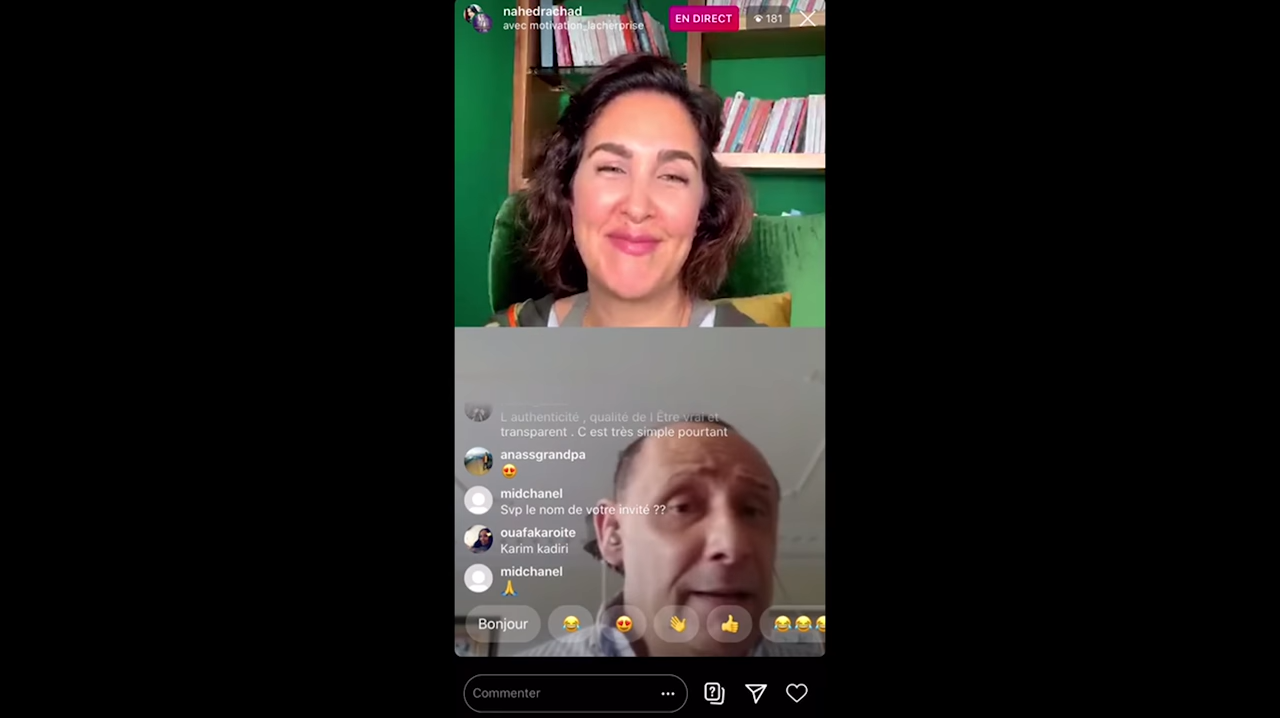 nahedrachad
avec motivation_lacherprise
EN DIRECT
181
L authenticité , qualité de l Être vrai et
transparent . C est très simple pourtant
anassgrandpa
😍
midchanel
Svp le nom de votre invité ??
ouafakaroite
Karim kadiri
midchanel
🙏
Bonjour 😂 😍 👋 👍 😂😂😂
Commenter